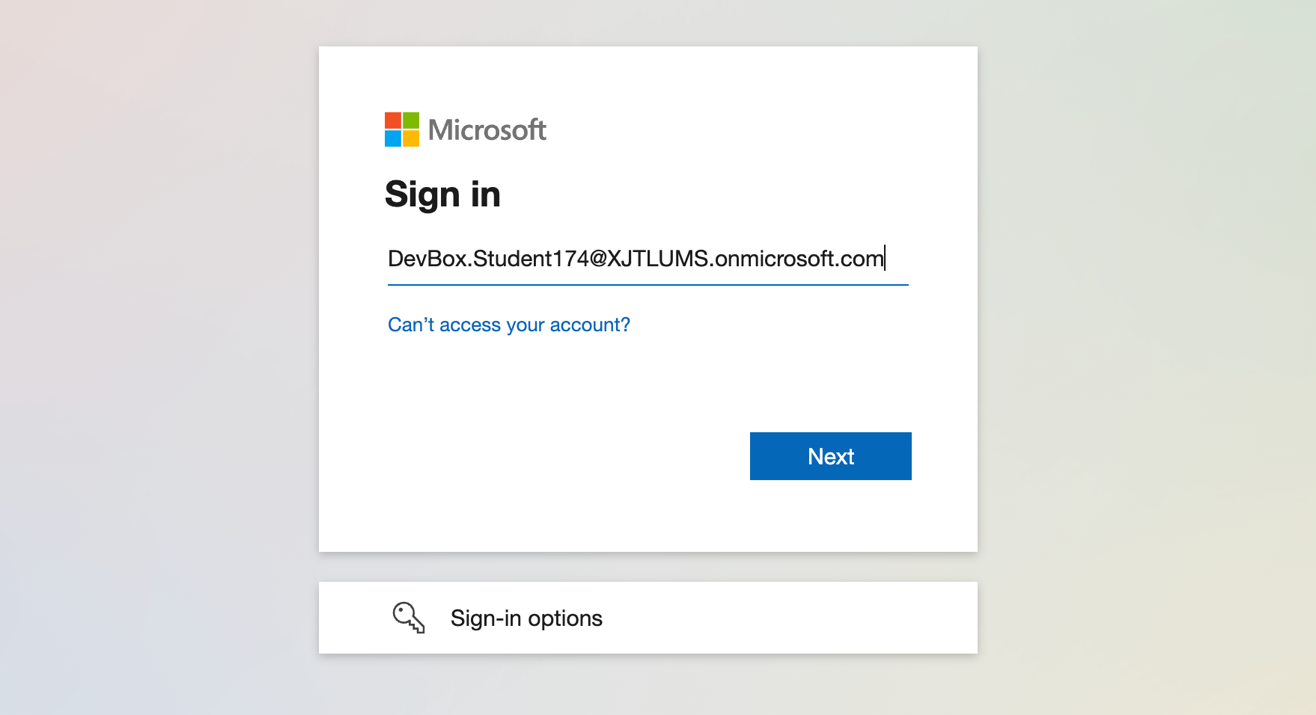 Microsoft
Sign in
DevBox.Student174@XJTLUMS.onmicrosoft.com
Can’t access your account?
Next
Sign-in options